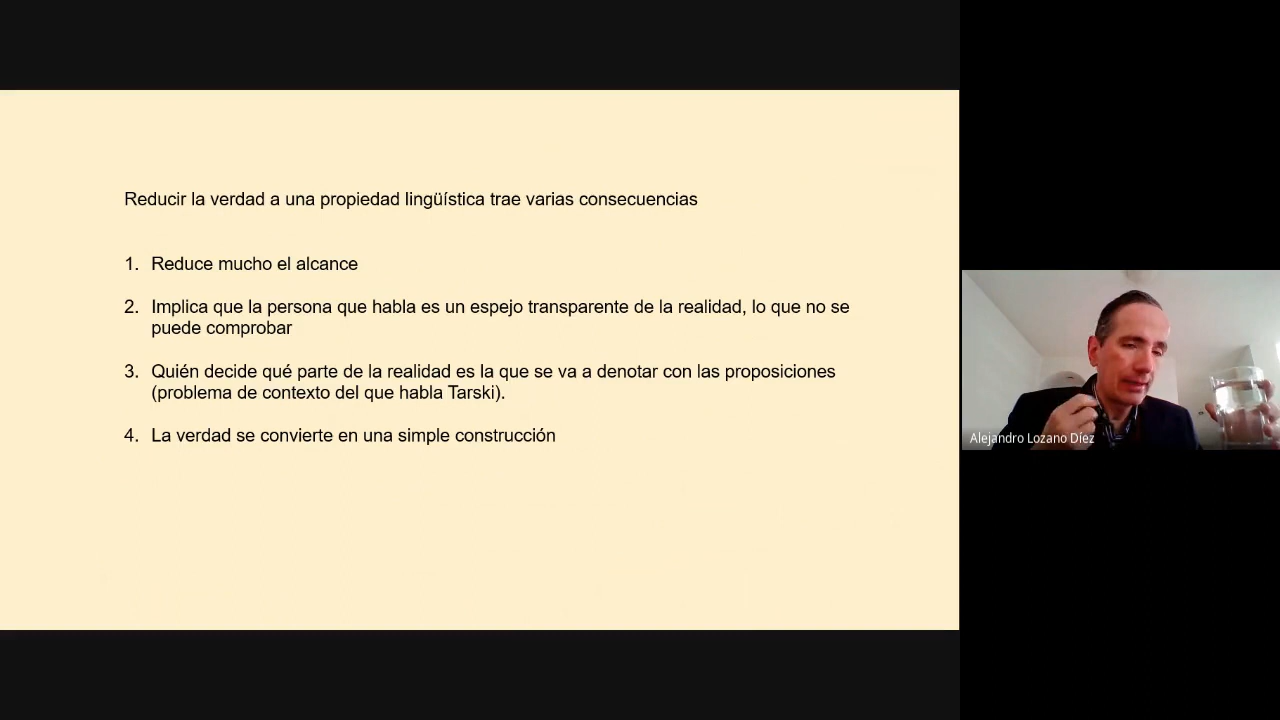 Reducir la verdad a una propiedad lingüística trae varias consecuencias
1. Reduce mucho el alcance
2. Implica que la persona que habla es un espejo transparente de la realidad, lo que no se
puede comprobar
3. Quién decide qué parte de la realidad es la que se va a denotar con las proposiciones
(problema de contexto del que habla Tarski).
4. La verdad se convierte en una simple construcción
Alejandro Lozano Díez